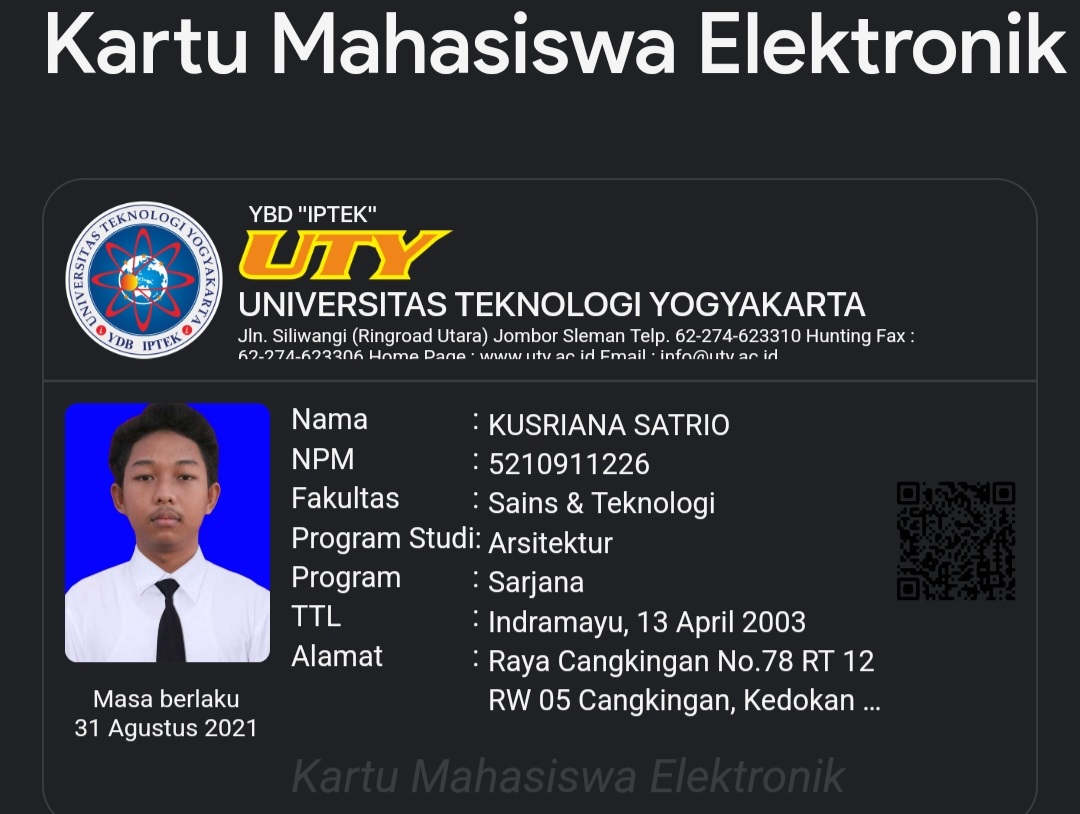 Kartu Mahasiswa Elektronik
UNIVERSITAS TEKNOLOGI YOGYAKARTA
YDB IPTEK
YBD "IPTEK"
UTY
UNIVERSITAS TEKNOLOGI YOGYAKARTA
Jln. Siliwangi (Ringroad Utara) Jombor Sleman Telp. 62-274-623310 Hunting Fax :
62-274-623306 Home Page : www.uty.ac.id Email : info@uty.ac.id
Nama : KUSRIANA SATRIO
NPM : 5210911226
Fakultas : Sains & Teknologi
Program Studi: Arsitektur
Program : Sarjana
TTL : Indramayu, 13 April 2003
Alamat : Raya Cangkingan No.78 RT 12
RW 05 Cangkingan, Kedokan ...
Masa berlaku
31 Agustus 2021
Kartu Mahasiswa Elektronik